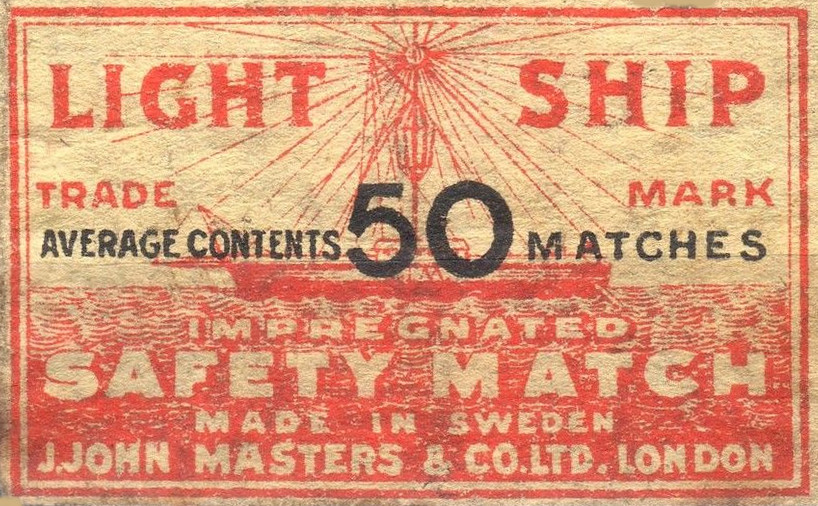 LIGHT SHIP
TRADE MARK
AVERAGE CONTENTS 50 MATCHES
IMPREGNATED
SAFETY MATCH
MADE IN SWEDEN
J. JOHN MASTERS & CO. LTD. LONDON